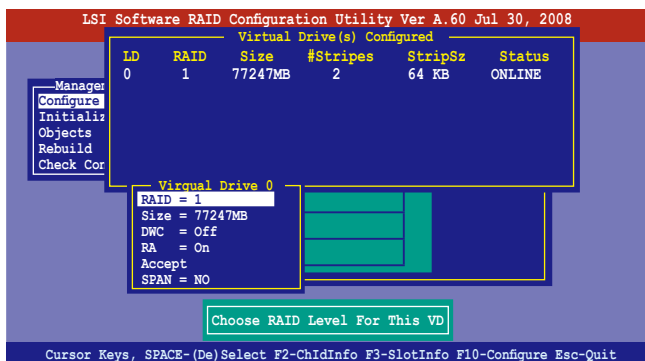 LSI Software RAID Configuration Utility Ver A.60 Jul 30, 2008
Virtual Drive(s) Configured
LD RAID Size #Stripes StripSz Status
0 1 77247MB 2 64 KB ONLINE
Managem
Configure
Initializ
Objects
Rebuild
Check Con
Virqual Drive 0
RAID = 1
Size = 77247MB
DWC = Off
RA = On
Accept
SPAN = NO
Choose RAID Level For This VD
Cursor Keys, SPACE-(De)Select F2-ChIdInfo F3-SlotInfo F10-Configure Esc-Quit